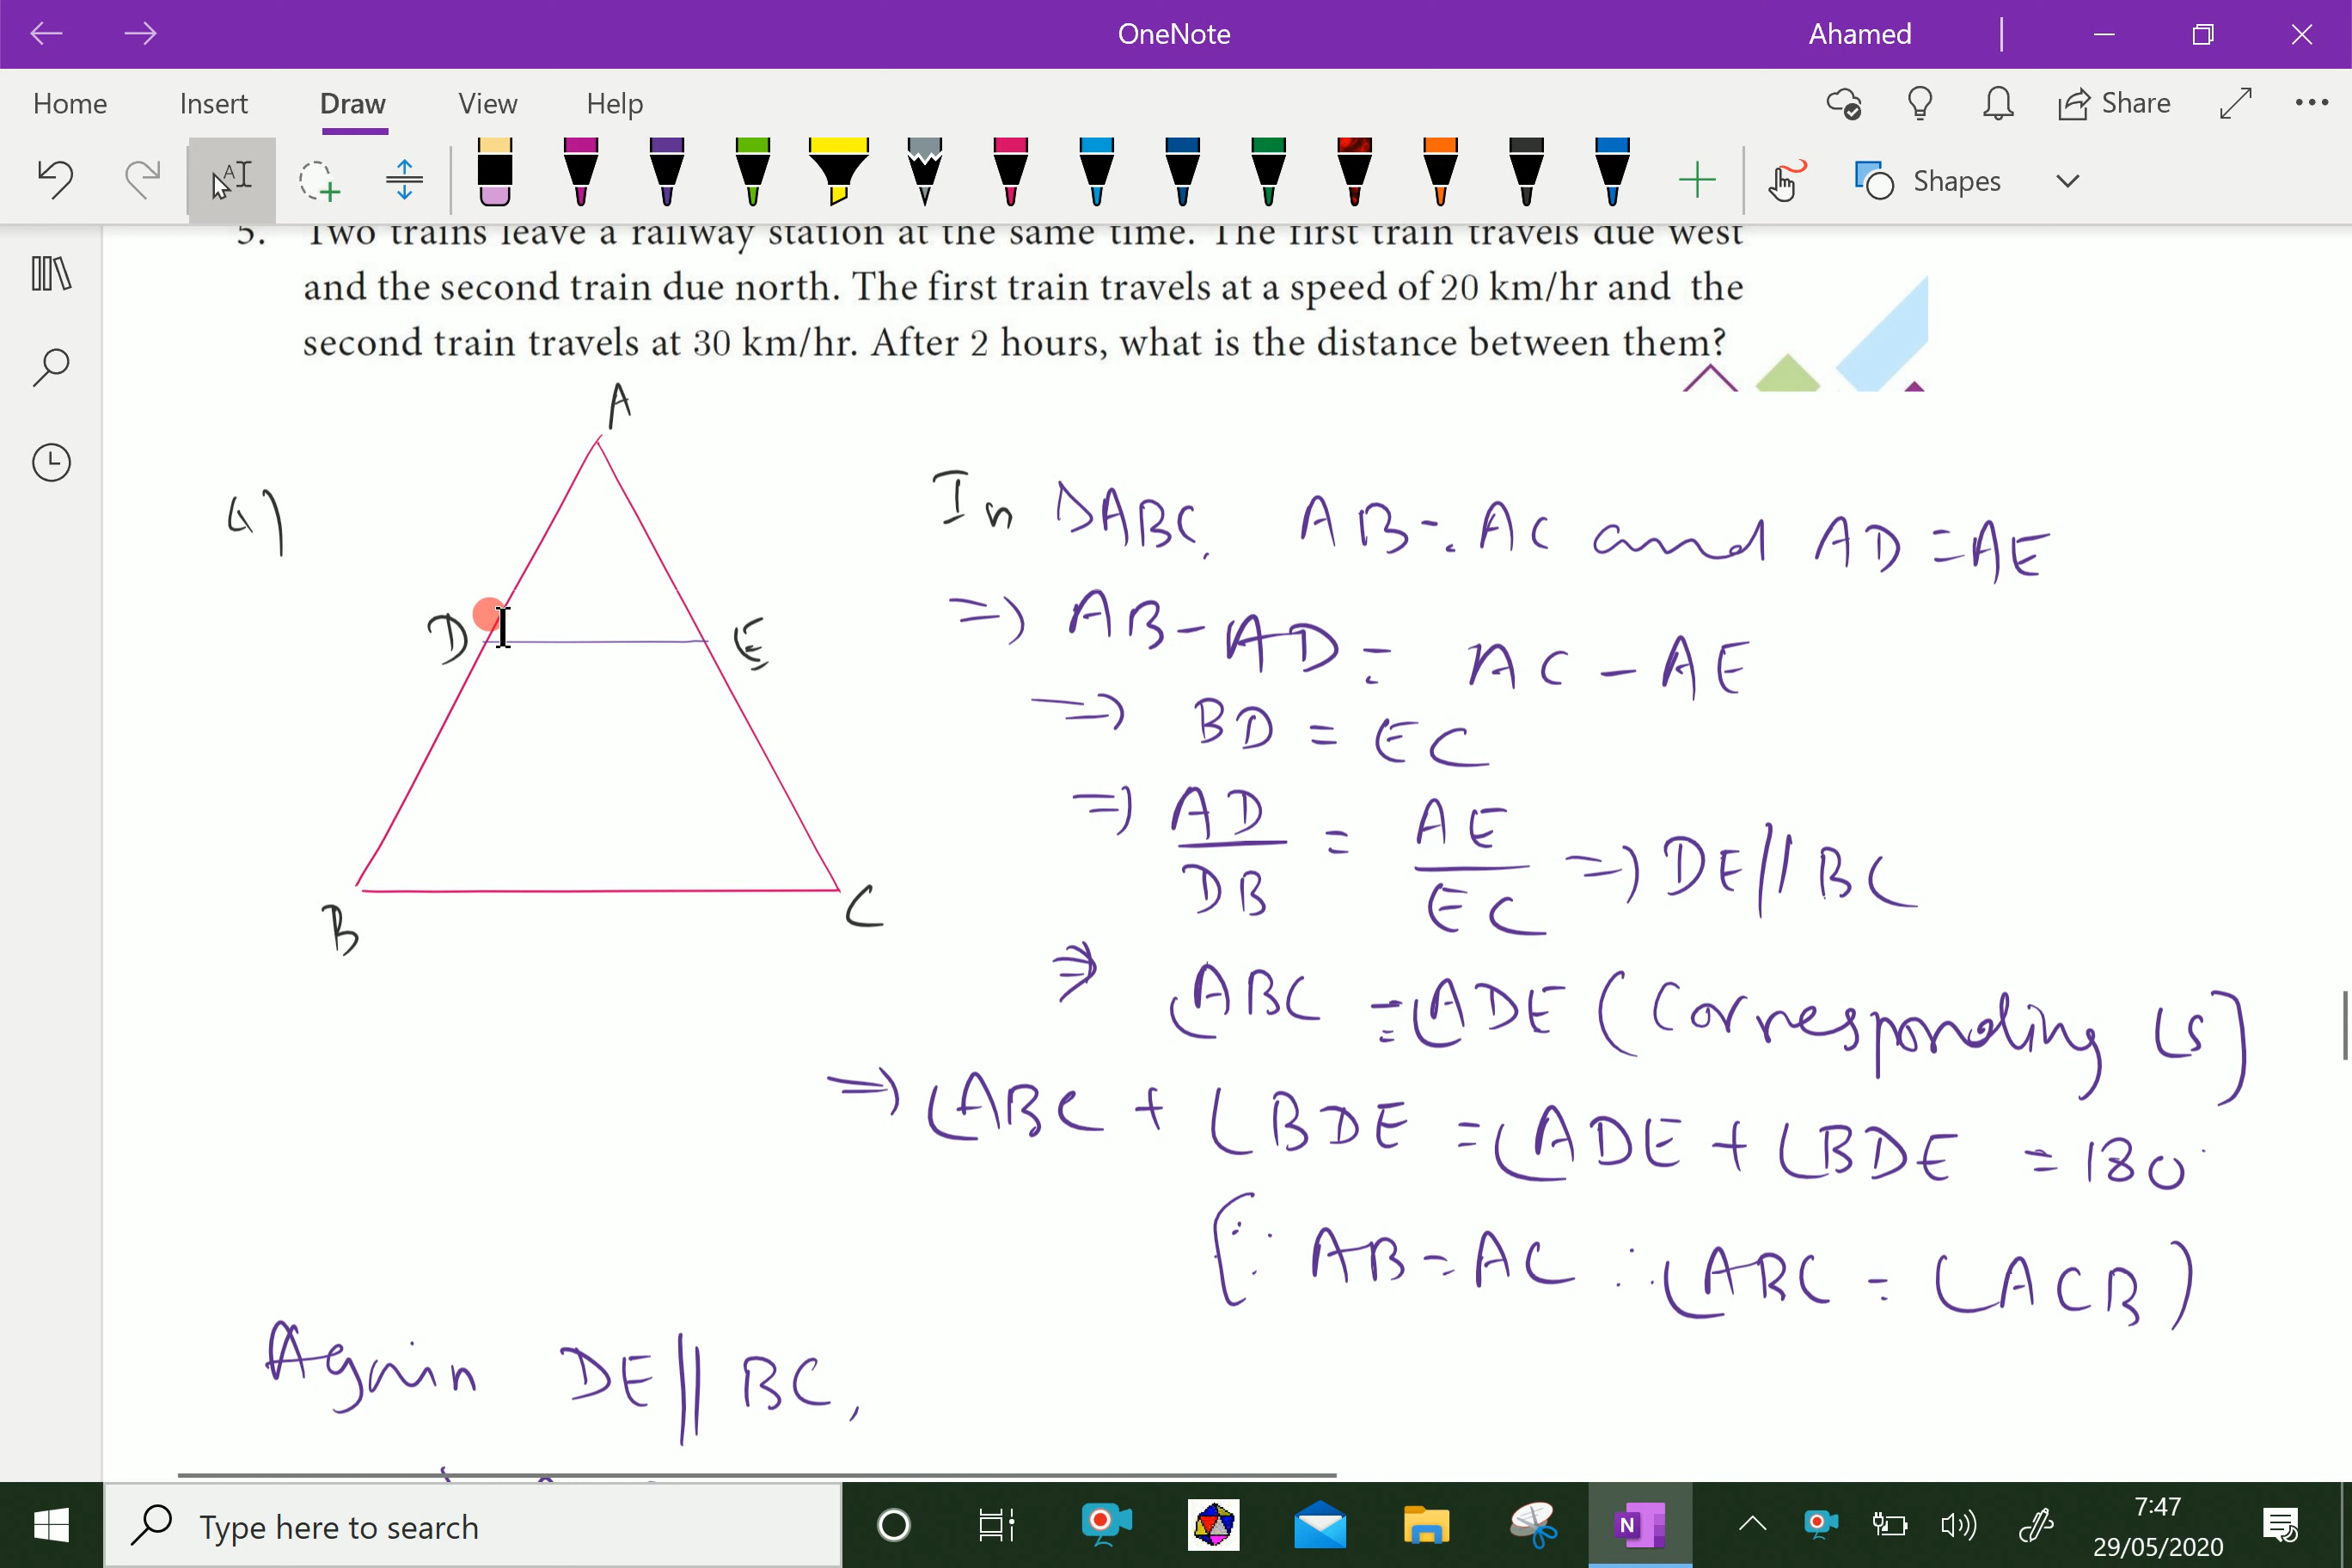 OneNote
Ahamed
Home Insert Draw View Help
Share
Shapes
5. Two trains leave a railway station at the same time. The first train travels due west
and the second train due north. The first train travels at a speed of 20 km/hr and the
second train travels at 30 km/hr. After 2 hours, what is the distance between them?
4)
A
D E
B C
In ΔABC, AB = AC and AD = AE
⇒ AB - AD = AC - AE
⇒ BD = EC
⇒ AD/DB = AE/EC ⇒ DE || BC
⇒ ∠ABC = ∠ADE (Corresponding ∠s)
⇒ ∠ABC + ∠BDE = ∠ADE + ∠BDE = 180°
(∵ AB = AC ∴ ∠ABC = ∠ACB)
Again DE || BC,
Type here to search
N
7:47
29/05/2020